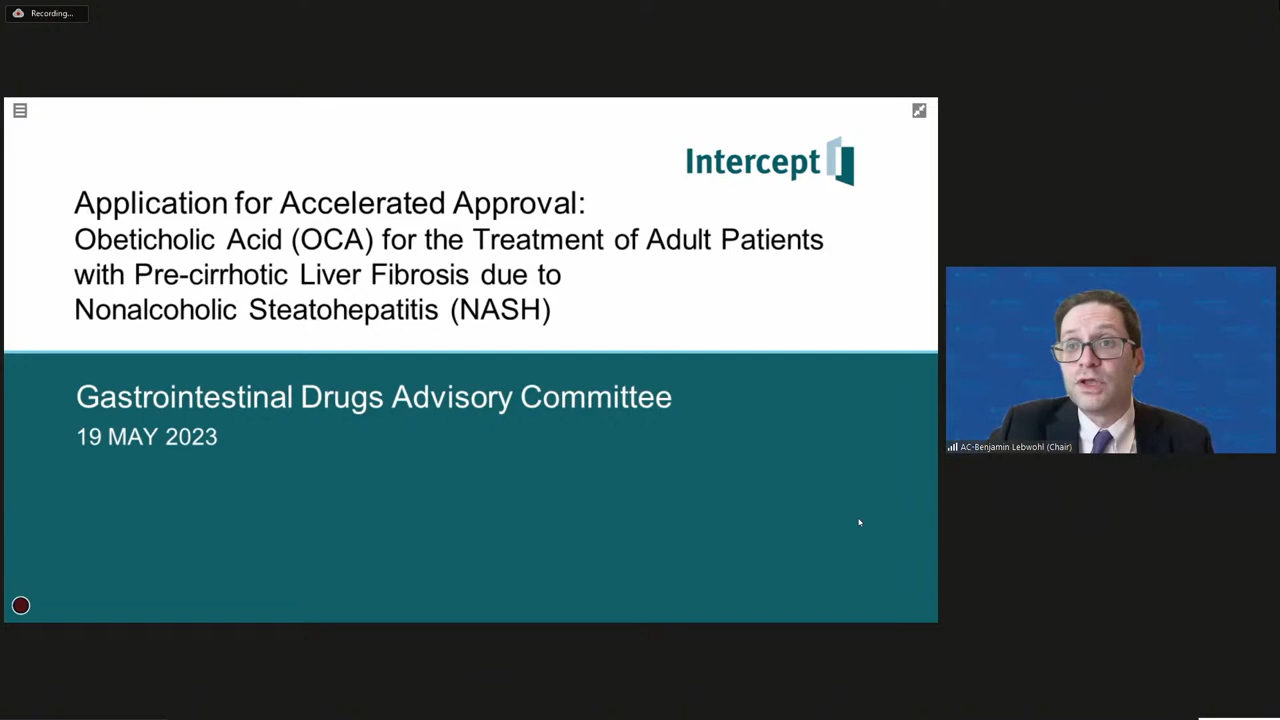 Recording...
Intercept
Application for Accelerated Approval:
Obeticholic Acid (OCA) for the Treatment of Adult Patients
with Pre-cirrhotic Liver Fibrosis due to
Nonalcoholic Steatohepatitis (NASH)
Gastrointestinal Drugs Advisory Committee
19 MAY 2023
AC-Benjamin Lebwohl (Chair)